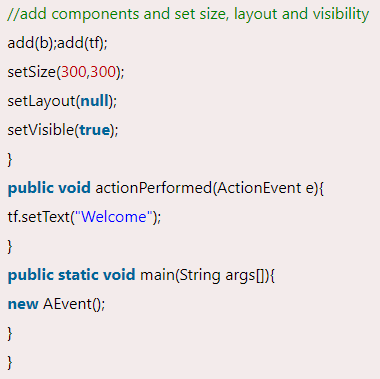 //add components and set size, layout and visibility
add(b);add(tf);
setSize(300,300);
setLayout(null);
setVisible(true);
}
public void actionPerformed(ActionEvent e){
tf.setText("Welcome");
}
public static void main(String args[]){
new AEvent();
}
}